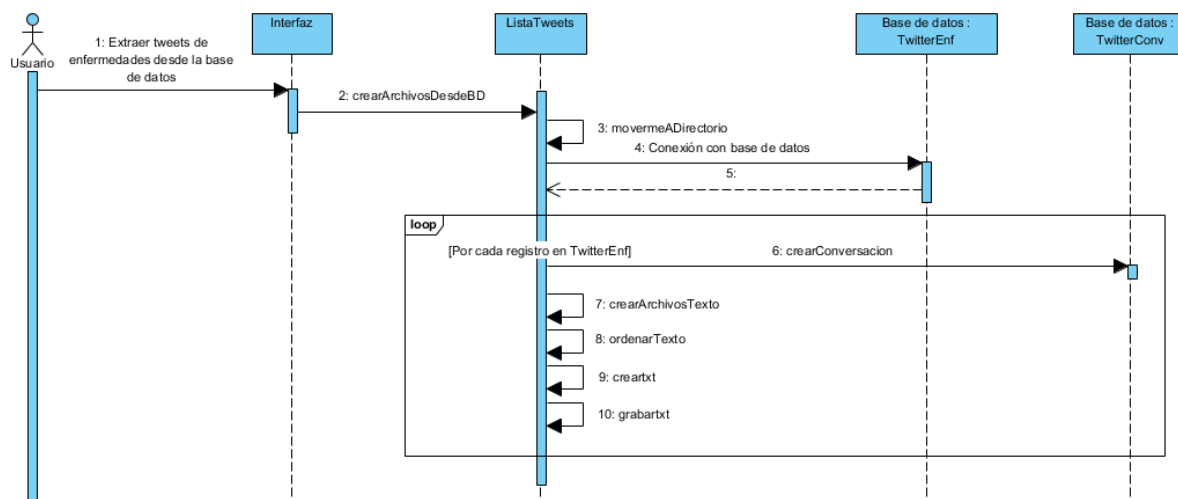 Usuario
Interfaz
ListaTweets
Base de datos :
TwitterEnf
Base de datos :
TwitterConv
1: Extraer tweets de
enfermedades desde la base
de datos
2: crearArchivosDesdeBD
3: movermeADirectorio
4: Conexión con base de datos
5:
loop
[Por cada registro en TwitterEnf]
6: crearConversacion
7: crearArchivosTexto
8: ordenarTexto
9: creartxt
10: grabartxt